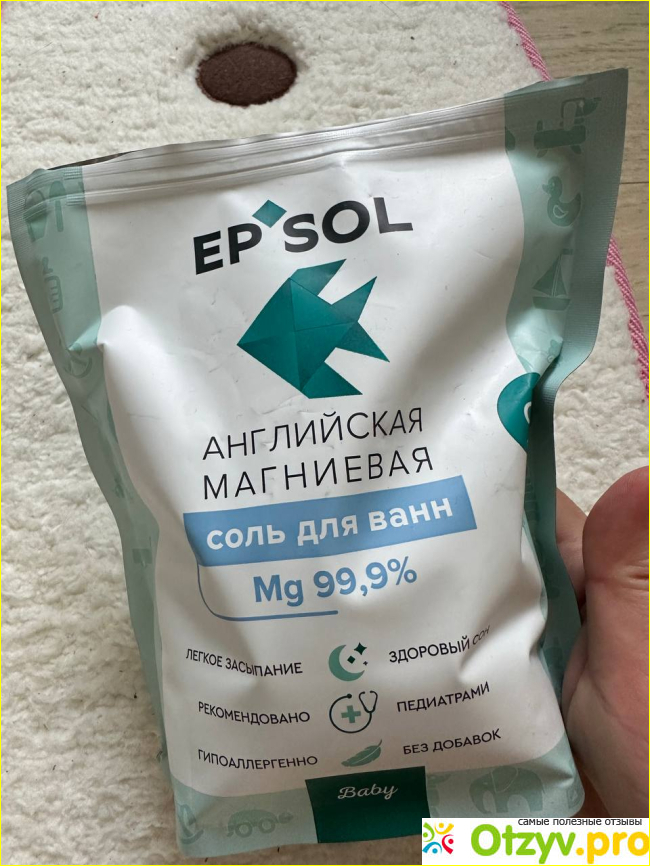 EP SOL
АНГЛИЙСКАЯ
МАГНИЕВАЯ
соль для ванн
Mg 99,9%
ЛЕГКОЕ ЗАСЫПАНИЕ
ЗДОРОВЫЙ СОН
РЕКОМЕНДОВАНО
ПЕДИАТРАМИ
ГИПОАЛЛЕРГЕННО
БЕЗ ДОБАВОК
Baby
самые полезные отзывы
Otzyv.pro